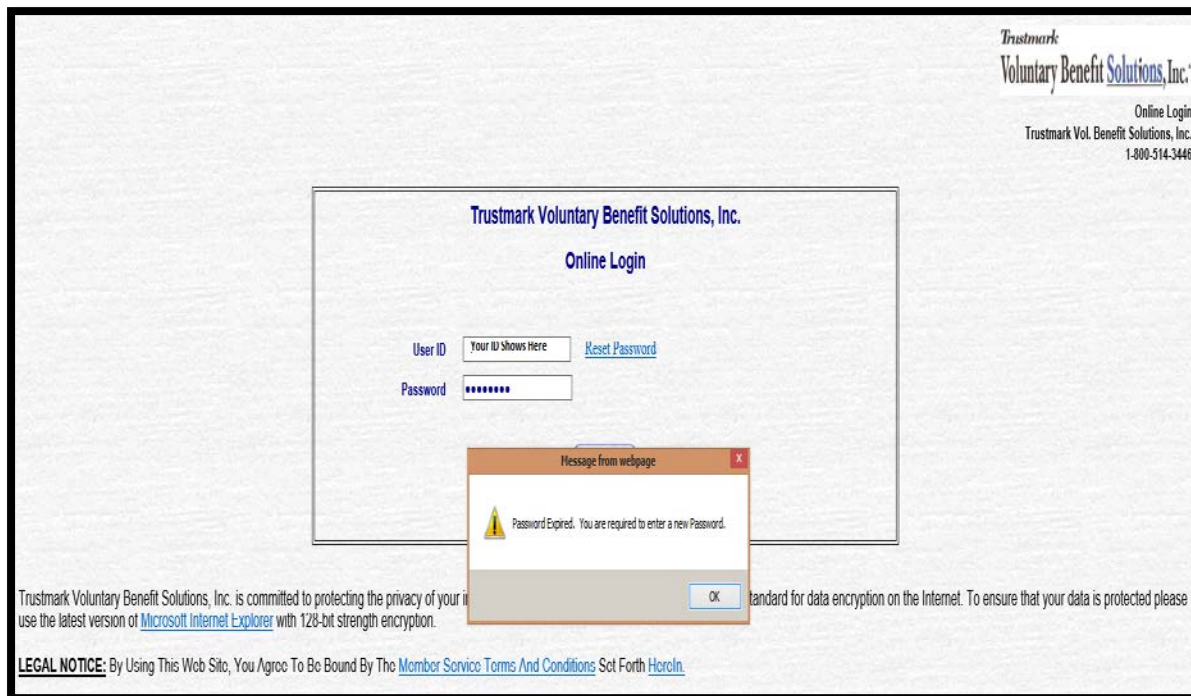 Trustmark
Voluntary Benefit Solutions, Inc.
Online Login
Trustmark Vol. Benefit Solutions, Inc.
1-800-514-3446
Trustmark Voluntary Benefit Solutions, Inc.
Online Login
User ID Your ID Shows Here Reset Password
Password
Message from webpage
Password Expired. You are required to enter a new Password.
OK
Trustmark Voluntary Benefit Solutions, Inc. is committed to protecting the privacy of your tandard for data encryption on the Internet. To ensure that your data is protected please
use the latest version of Microsoft Internet Explorer with 128-bit strength encryption.
LEGAL NOTICE: By Using This Web Site, You Agree To Be Bound By The Member Service Terms And Conditions Set Forth Herein.